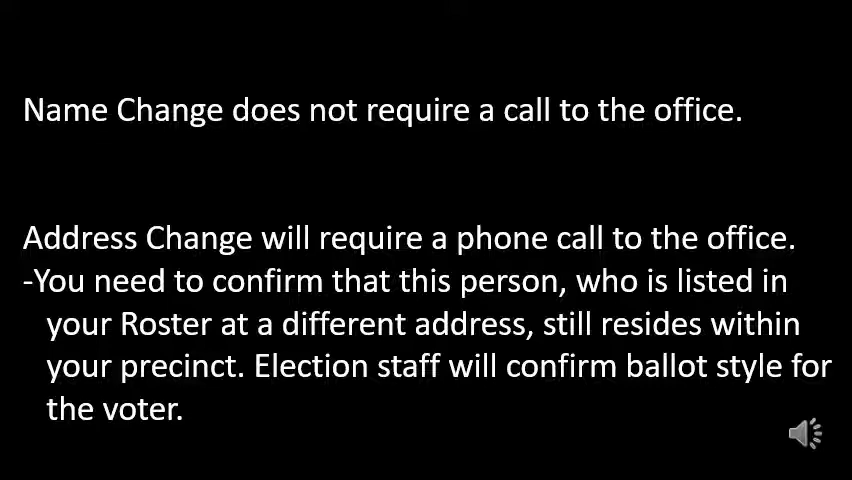 Name Change does not require a call to the office.
Address Change will require a phone call to the office.
-You need to confirm that this person, who is listed in
your Roster at a different address, still resides within
your precinct. Election staff will confirm ballot style for
the voter.